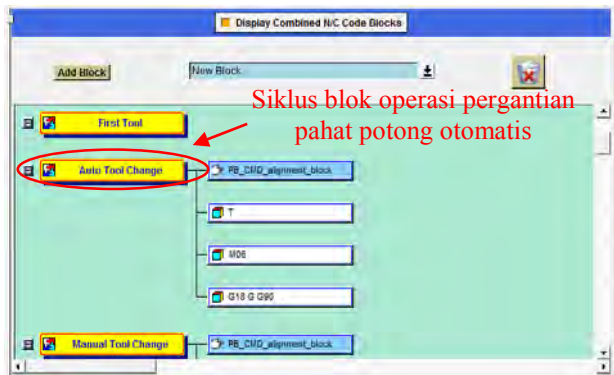 Display Combined N/C Code Blocks
Add Block
New Block
Siklus blok operasi pergantian
pahat potong otomatis
First Tool
Auto Tool Change
PB_CMD_alignment_block
T
M06
G18 G G90
Manual Tool Change
PB_CMD_alignment_block